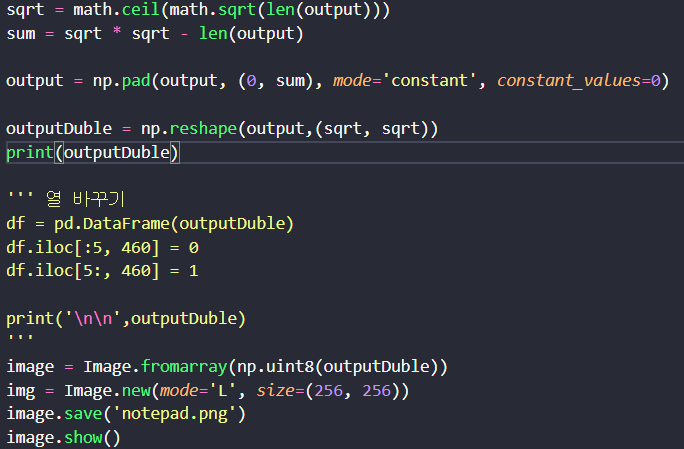 sqrt = math.ceil(math.sqrt(len(output)))
sum = sqrt * sqrt - len(output)
output = np.pad(output, (0, sum), mode='constant', constant_values=0)
outputDuble = np.reshape(output,(sqrt, sqrt))
print(outputDuble)
''' 열 바꾸기
df = pd.DataFrame(outputDuble)
df.iloc[:5, 460] = 0
df.iloc[5:, 460] = 1
print('\n\n',outputDuble)
'''
image = Image.fromarray(np.uint8(outputDuble))
img = Image.new(mode='L', size=(256, 256))
image.save('notepad.png')
image.show()